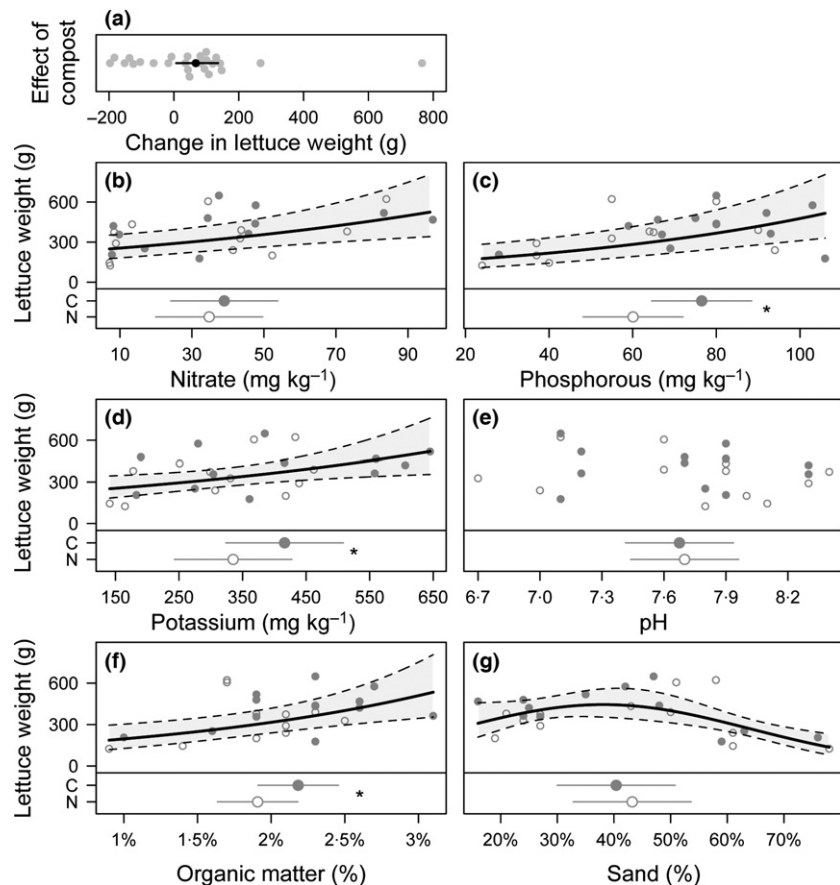 (a)
Effect of
compost
−200 0 200 400 600 800
Change in lettuce weight (g)
(b)
Lettuce weight (g)
600
300
0
C
N
10 30 50 70 90
Nitrate (mg kg–1)
(c)
*
20 40 60 80 100
Phosphorous (mg kg–1)
(d)
Lettuce weight (g)
600
300
0
C
N
*
150 250 350 450 550 650
Potassium (mg kg–1)
(e)
6·7 7·0 7·3 7·6 7·9 8·2
pH
(f)
Lettuce weight (g)
600
300
0
C
N
*
1% 1·5% 2% 2·5% 3%
Organic matter (%)
(g)
C
N
20% 30% 40% 50% 60% 70%
Sand (%)